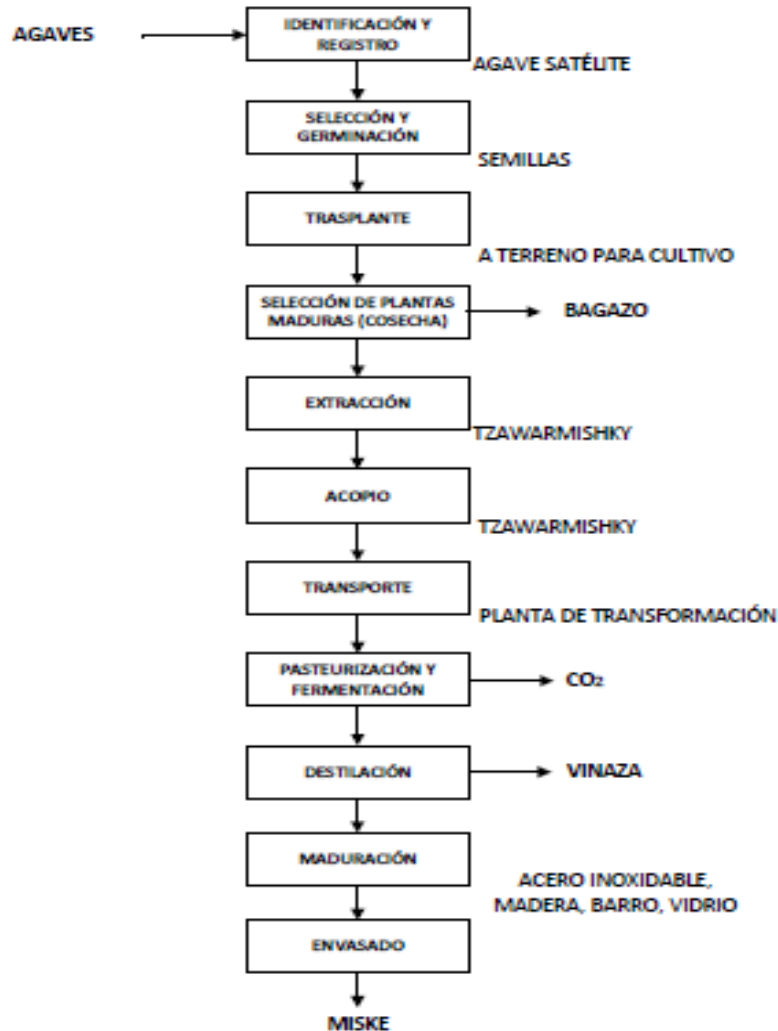 AGAVES
IDENTIFICACIÓN Y
REGISTRO
AGAVE SATÉLITE
SELECCIÓN Y
GERMINACIÓN
SEMILLAS
TRASPLANTE
A TERRENO PARA CULTIVO
SELECCIÓN DE PLANTAS
MADURAS (COSECHA)
BAGAZO
EXTRACCIÓN
TZAWARMISHKY
ACOPIO
TZAWARMISHKY
TRANSPORTE
PLANTA DE TRANSFORMACIÓN
PASTEURIZACIÓN Y
FERMENTACIÓN
CO₂
DESTILACIÓN
VINAZA
MADURACIÓN
ACERO INOXIDABLE,
MADERA, BARRO, VIDRIO
ENVASADO
MISKE